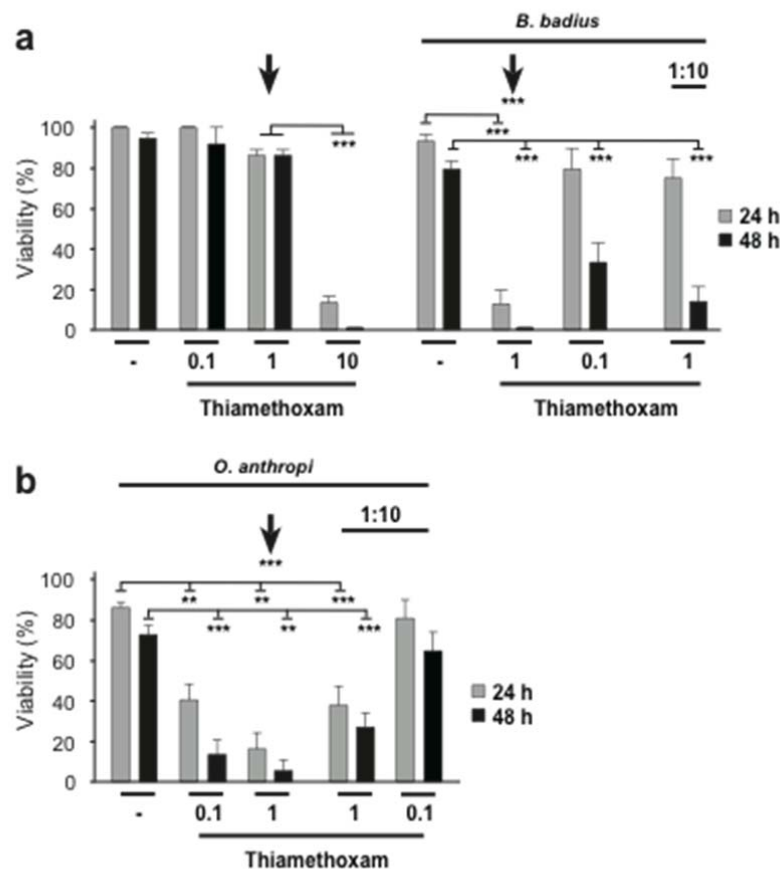 a
B. badius
1:10
***
*** ***
*** *** ***
Viability (%)
100
80
60
40
20
0
24 h
48 h
- 0.1 1 10 - 1 0.1 1
Thiamethoxam Thiamethoxam
b
O. anthropi
1:10
***
** ** ***
*** ** ***
Viability (%)
100
80
60
40
20
0
24 h
48 h
- 0.1 1 1 0.1
Thiamethoxam